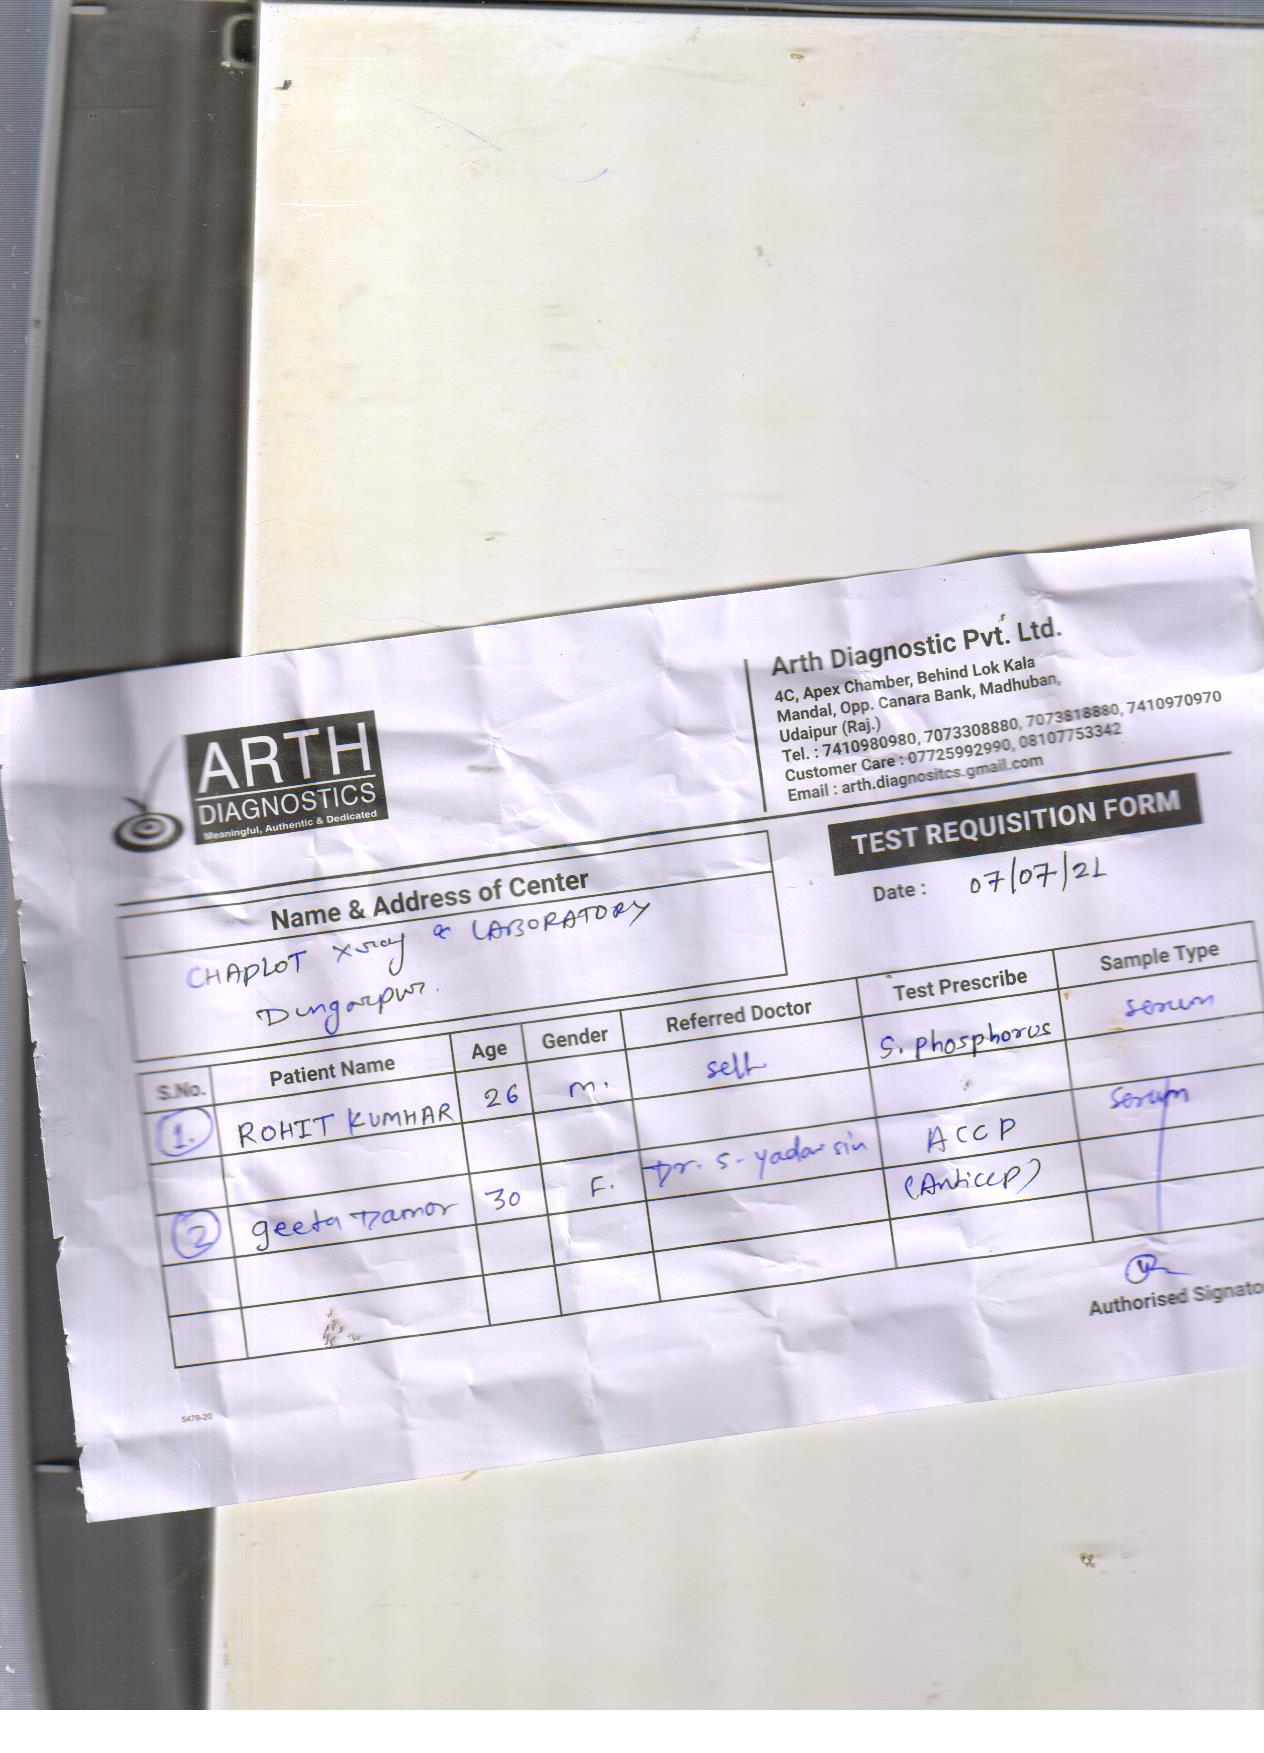 ARTH
DIAGNOSTICS
Meaningful, Authentic & Dedicated
Arth Diagnostic Pvt. Ltd.
4C, Apex Chamber, Behind Lok Kala
Mandal, Opp. Canara Bank, Madhuban,
Udaipur (Raj.)
Tel. : 7410980980, 7073308880, 7073818880, 7410970970
Customer Care : 07725992990, 08107753342
Email : arth.diagnositcs.gmail.com
TEST REQUISITION FORM
Date : 07/07/21
Name & Address of Center
CHAPLOT Xray & LABORATORY
Dungarpur.
S.No. Patient Name Age Gender Referred Doctor Test Prescribe Sample Type
1. ROHIT KUMHAR 26 M. self S. Phosphorus serum
2 geeta Damor 30 F. Dr. S- ACCP serum
(Anticcp)
Authorised Signato
5478-20